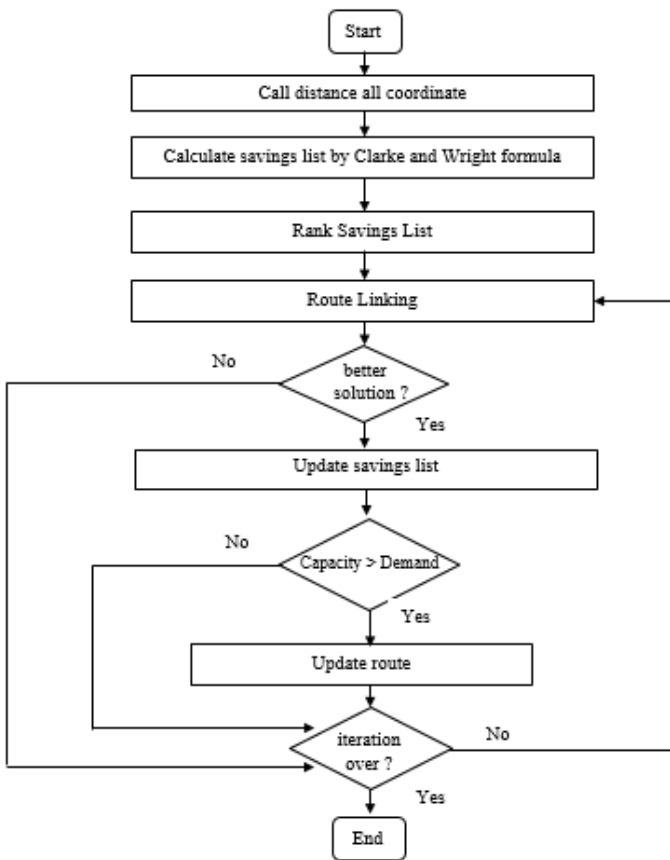 Start
Call distance all coordinate
Calculate savings list by Clarke and Wright formula
Rank Savings List
Route Linking
No
better
solution ?
Yes
Update savings list
No
Capacity > Demand
Yes
Update route
iteration
over ?
No
Yes
End